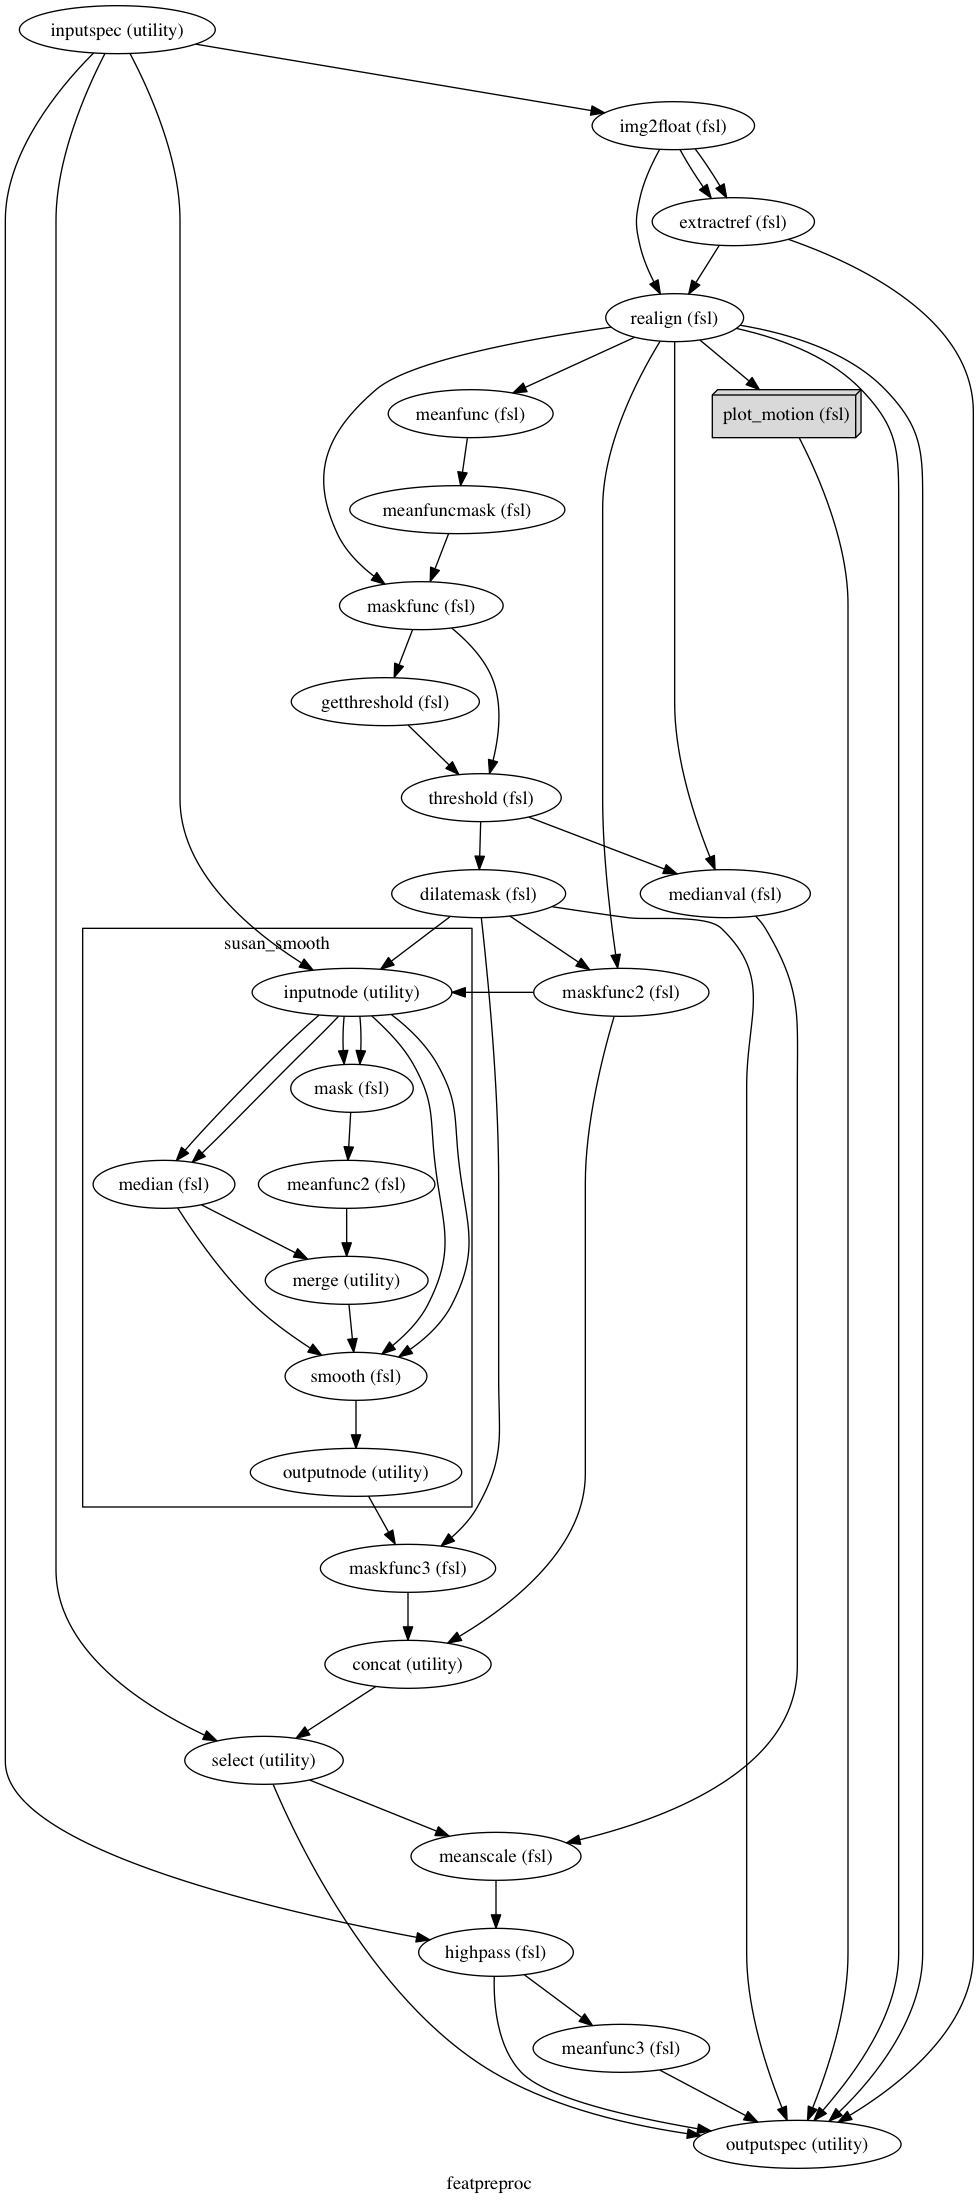 inputspec (utility)
img2float (fsl)
extractref (fsl)
realign (fsl)
meanfunc (fsl)
plot_motion (fsl)
meanfuncmask (fsl)
maskfunc (fsl)
getthreshold (fsl)
threshold (fsl)
dilatemask (fsl)
medianval (fsl)
susan_smooth
inputnode (utility)
maskfunc2 (fsl)
mask (fsl)
median (fsl)
meanfunc2 (fsl)
merge (utility)
smooth (fsl)
outputnode (utility)
maskfunc3 (fsl)
concat (utility)
select (utility)
meanscale (fsl)
highpass (fsl)
meanfunc3 (fsl)
outputspec (utility)
featpreproc